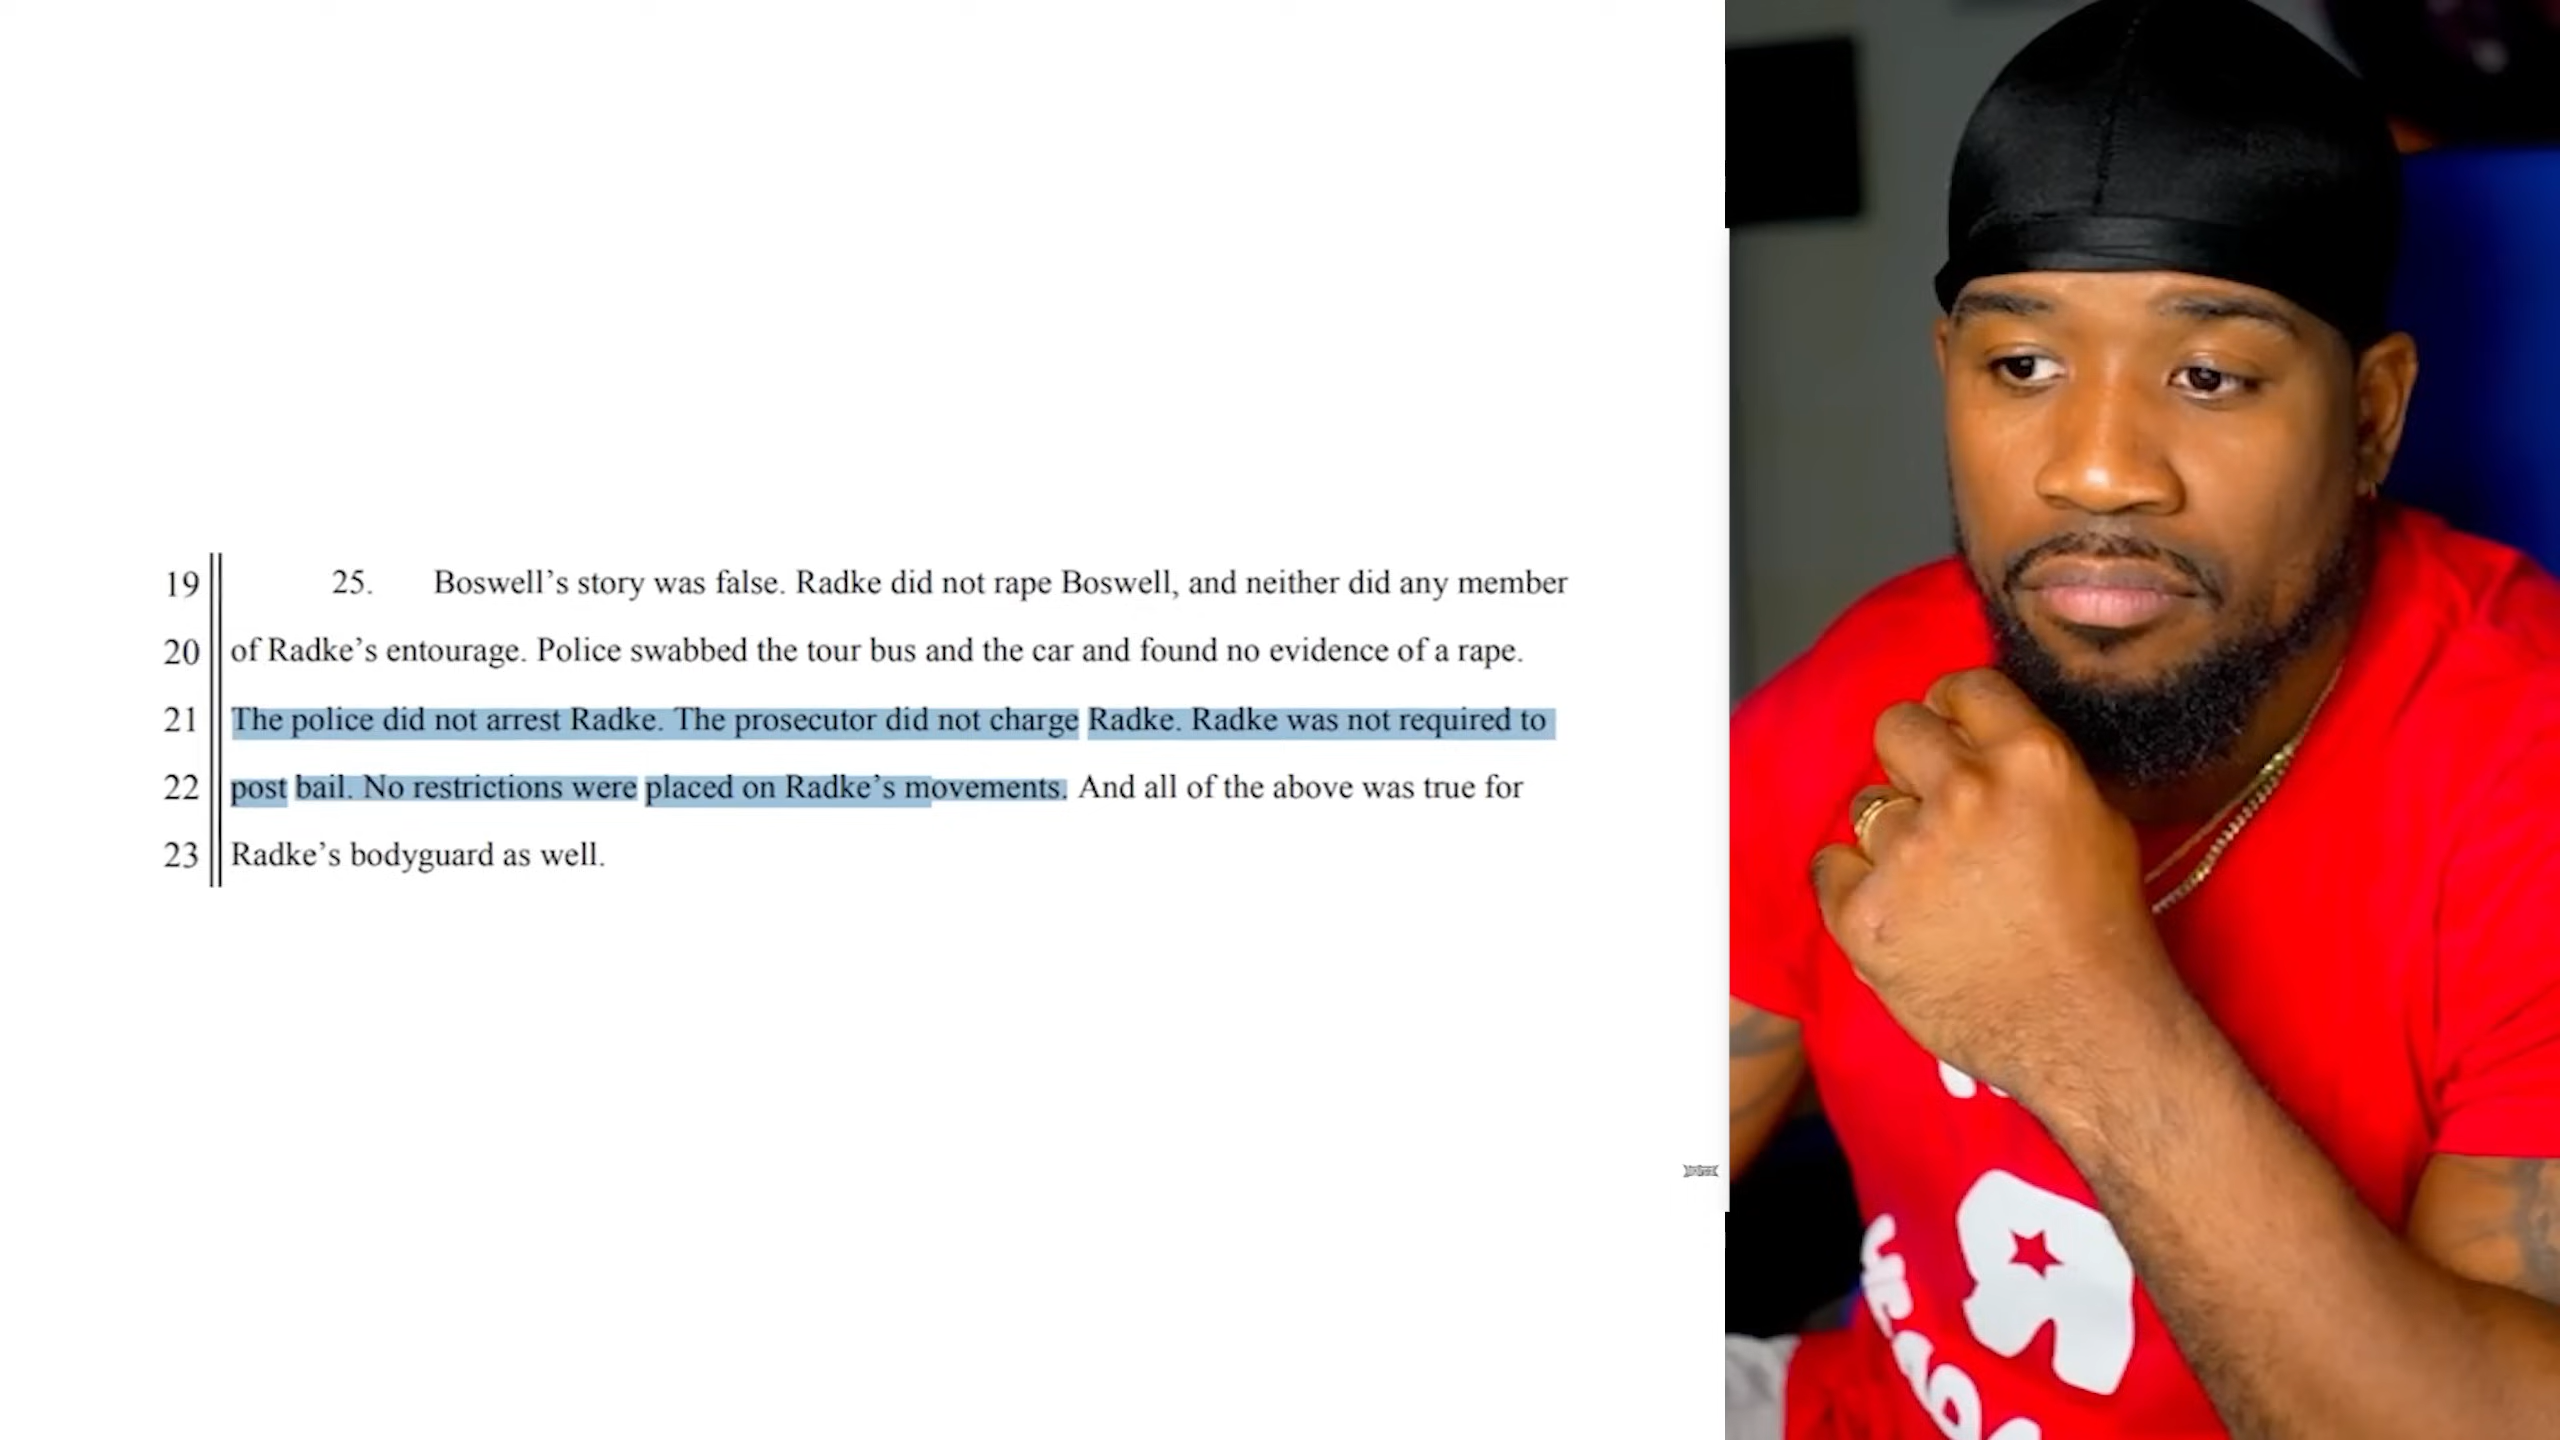 19 25. Boswell’s story was false. Radke did not rape Boswell, and neither did any member
20 of Radke’s entourage. Police swabbed the tour bus and the car and found no evidence of a rape.
21 The police did not arrest Radke. The prosecutor did not charge Radke. Radke was not required to
22 post bail. No restrictions were placed on Radke’s movements. And all of the above was true for
23 Radke’s bodyguard as well.